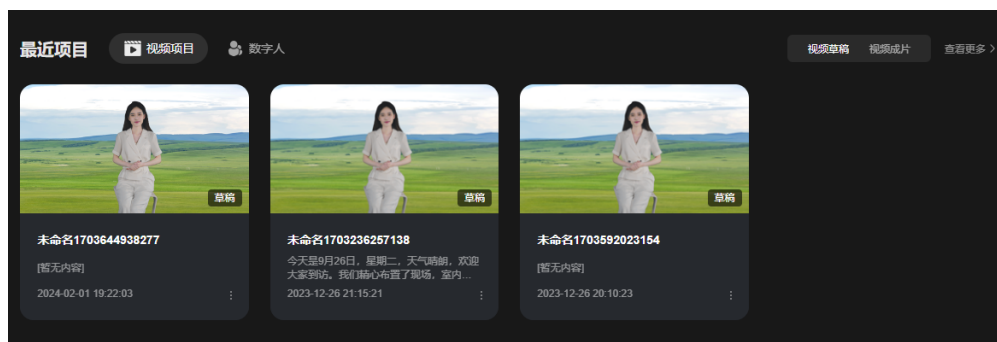 最近项目
视频项目
数字人
视频草稿
视频成片
查看更多
草稿
草稿
草稿
未命名1703644938277
[暂无内容]
2024-02-01 19:22:03
未命名1703236257138
今天是9月26日，星期二，天气晴朗，欢迎
大家到访。我们精心布置了现场，室内...
2023-12-26 21:15:21
未命名1703592023154
[暂无内容]
2023-12-26 20:10:23